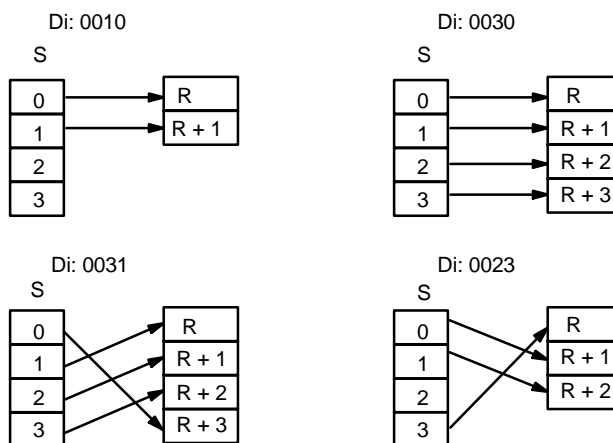 Di: 0010
S
0
1
2
3
R
R + 1
Di: 0030
S
0
1
2
3
R
R + 1
R + 2
R + 3
Di: 0031
S
0
1
2
3
R
R + 1
R + 2
R + 3
Di: 0023
S
0
1
2
3
R
R + 1
R + 2